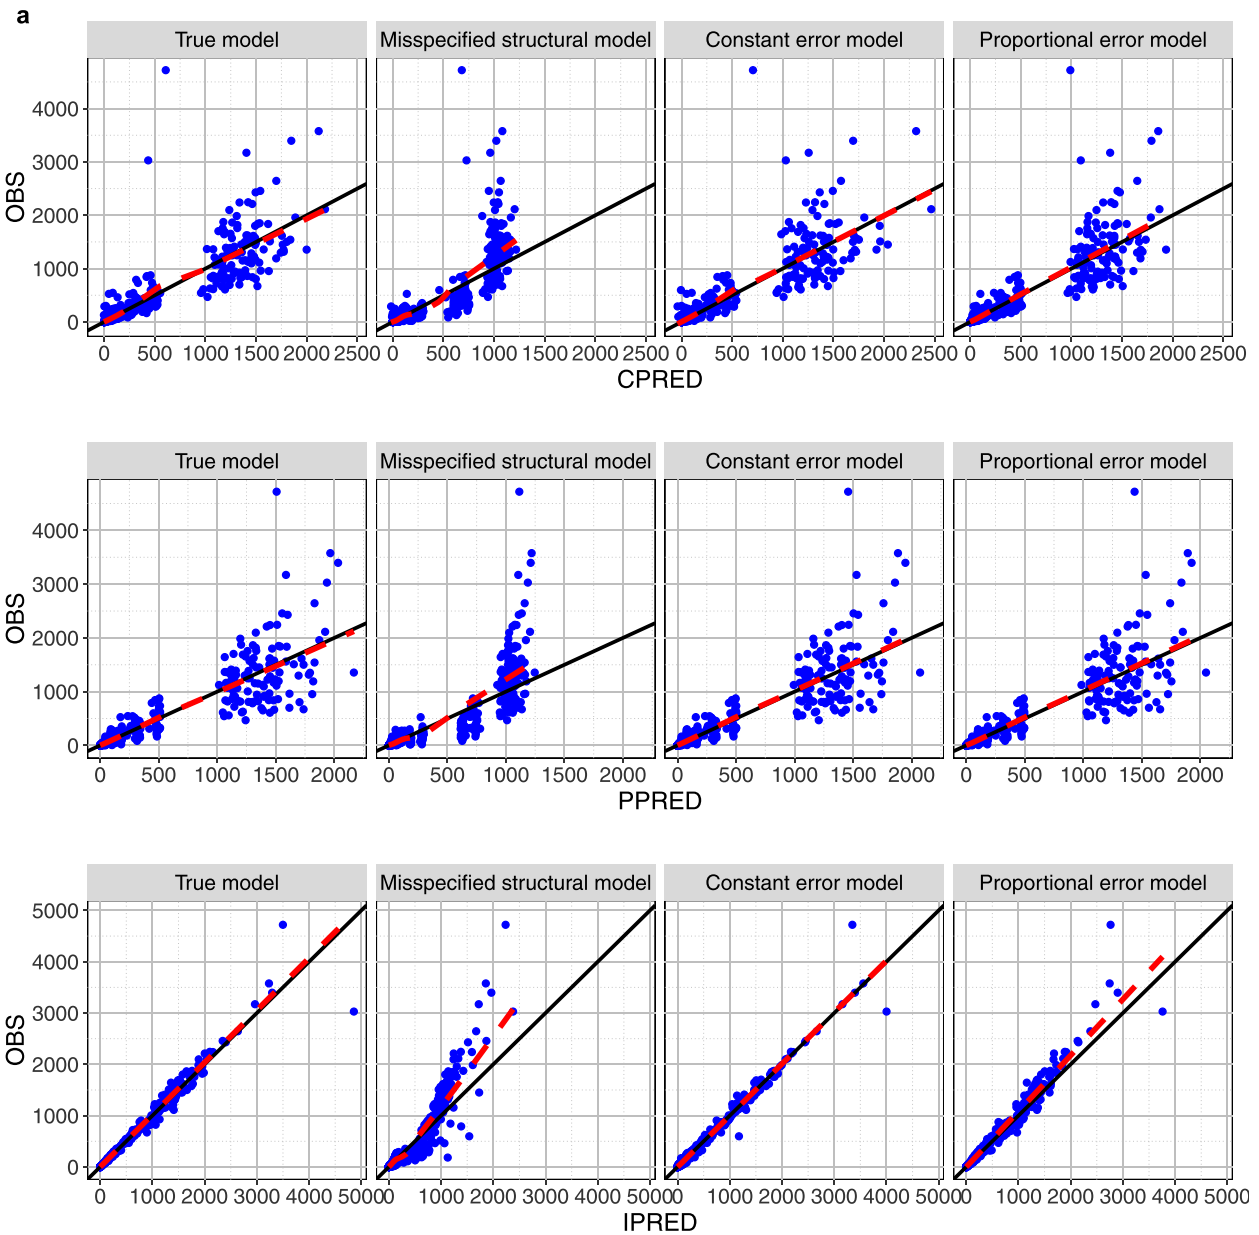 a
True model Misspecified structural model Constant error model Proportional error model
4000
3000
2000
1000
0
OBS
0 500 1000 1500 2000 2500 0 500 1000 1500 2000 2500 0 500 1000 1500 2000 2500 0 500 1000 1500 2000 2500
CPRED
True model Misspecified structural model Constant error model Proportional error model
4000
3000
2000
1000
0
OBS
0 500 1000 1500 2000 0 500 1000 1500 2000 0 500 1000 1500 2000 0 500 1000 1500 2000
PPRED
True model Misspecified structural model Constant error model Proportional error model
5000
4000
3000
2000
1000
0
OBS
0 1000 2000 3000 4000 5000 0 1000 2000 3000 4000 5000 0 1000 2000 3000 4000 5000 0 1000 2000 3000 4000 5000
IPRED